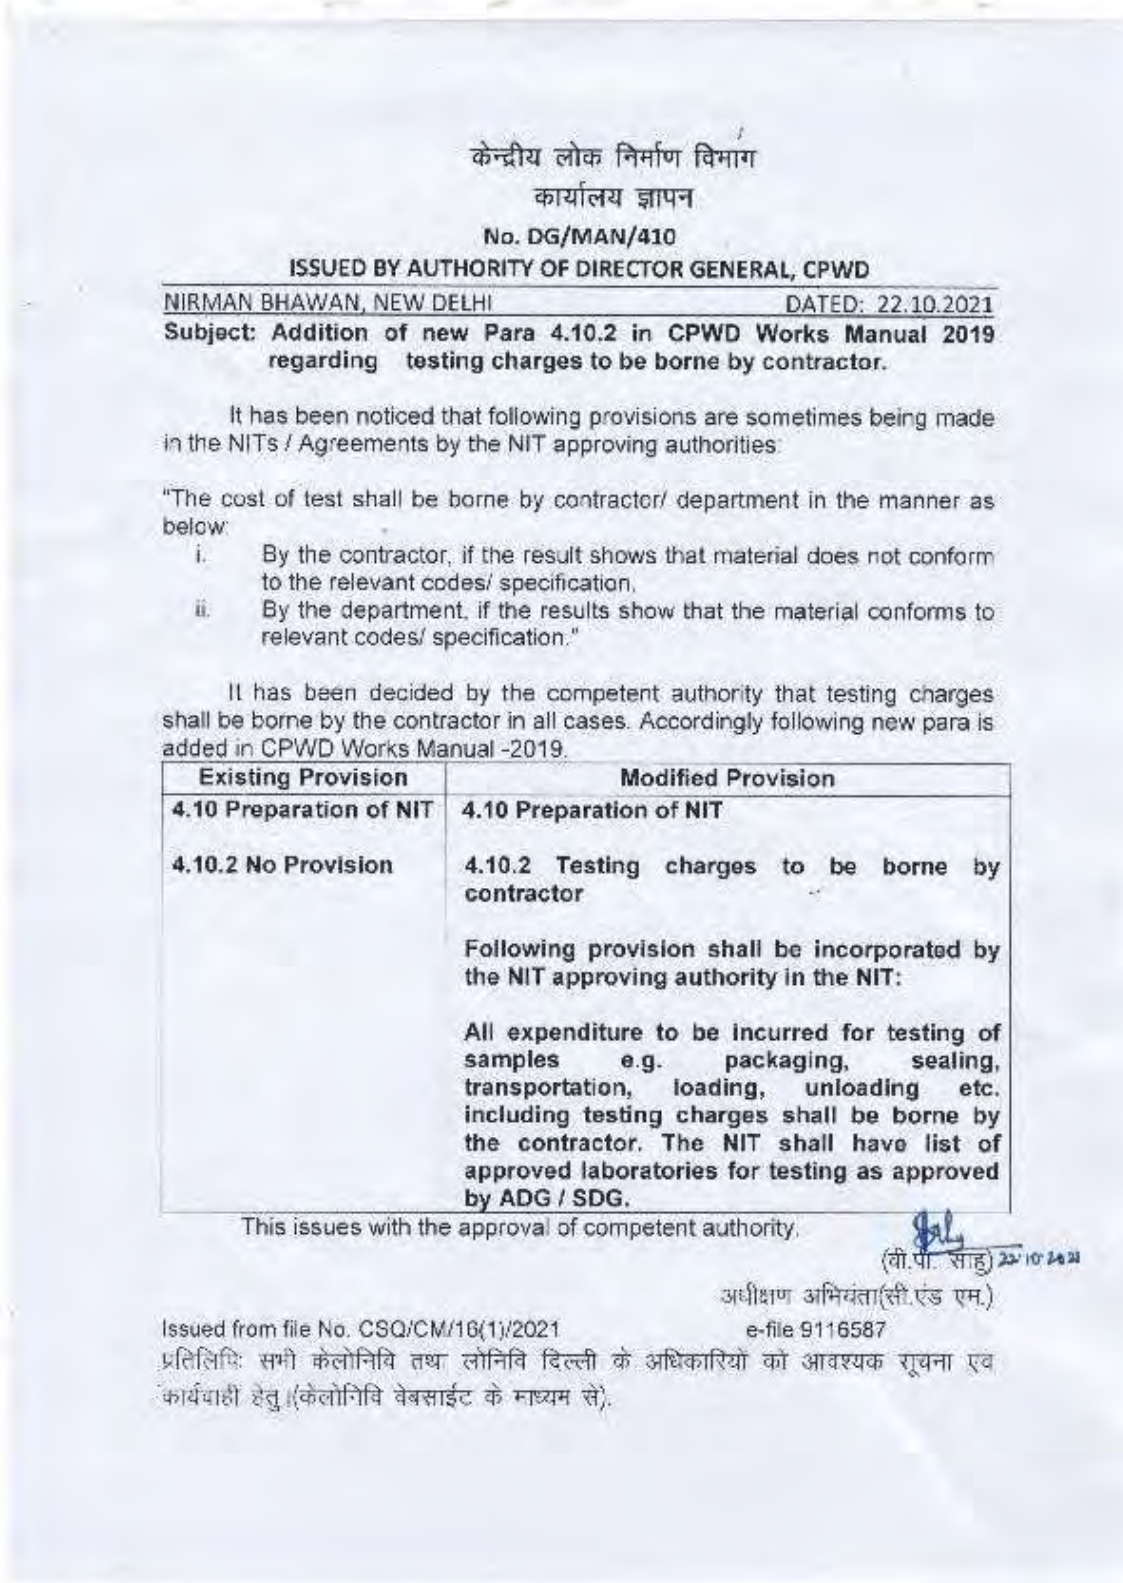 केन्द्रीय लोक निर्माण विभाग
कार्यालय ज्ञापन
No. DG/MAN/410
ISSUED BY AUTHORITY OF DIRECTOR GENERAL, CPWD
NIRMAN BHAWAN, NEW DELHI DATED: 22.10.2021
Subject: Addition of new Para 4.10.2 in CPWD Works Manual 2019
regarding testing charges to be borne by contractor.
It has been noticed that following provisions are sometimes being made
in the NITs / Agreements by the NIT approving authorities:
"The cost of test shall be borne by contractor/ department in the manner as
below:
i. By the contractor, if the result shows that material does not conform
to the relevant codes/ specification,
ii. By the department, if the results show that the material conforms to
relevant codes/ specification."
It has been decided by the competent authority that testing charges
shall be borne by the contractor in all cases. Accordingly following new para is
added in CPWD Works Manual -2019.
Existing Provision Modified Provision
4.10 Preparation of NIT 4.10 Preparation of NIT
4.10.2 No Provision 4.10.2 Testing charges to be borne by
contractor
Following provision shall be incorporated by
the NIT approving authority in the NIT:
All expenditure to be incurred for testing of
samples e.g. packaging, sealing,
transportation, loading, unloading etc.
including testing charges shall be borne by
the contractor. The NIT shall have list of
approved laboratories for testing as approved
by ADG / SDG.
This issues with the approval of competent authority.
(वी.पी. साहु) 22.10.2021
अधीक्षण अभियंता(सी.एंड एम.)
Issued from file No. CSQ/CM/16(1)/2021 e-file 9116587
प्रतिलिपि: सभी केलोनिवि तथा लोनिवि दिल्ली के अधिकारियों को आवश्यक सूचना एवं
कार्यवाही हेतु।(केलोनिवि वेबसाईट के माध्यम से).